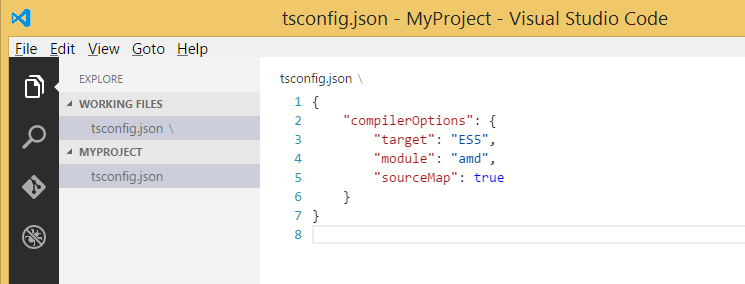 tsconfig.json - MyProject - Visual Studio Code
File Edit View Goto Help
EXPLORE
WORKING FILES
tsconfig.json \
MYPROJECT
tsconfig.json
tsconfig.json \
1 {
2     "compilerOptions": {
3         "target": "ES5",
4         "module": "amd",
5         "sourceMap": true
6     }
7 }
8